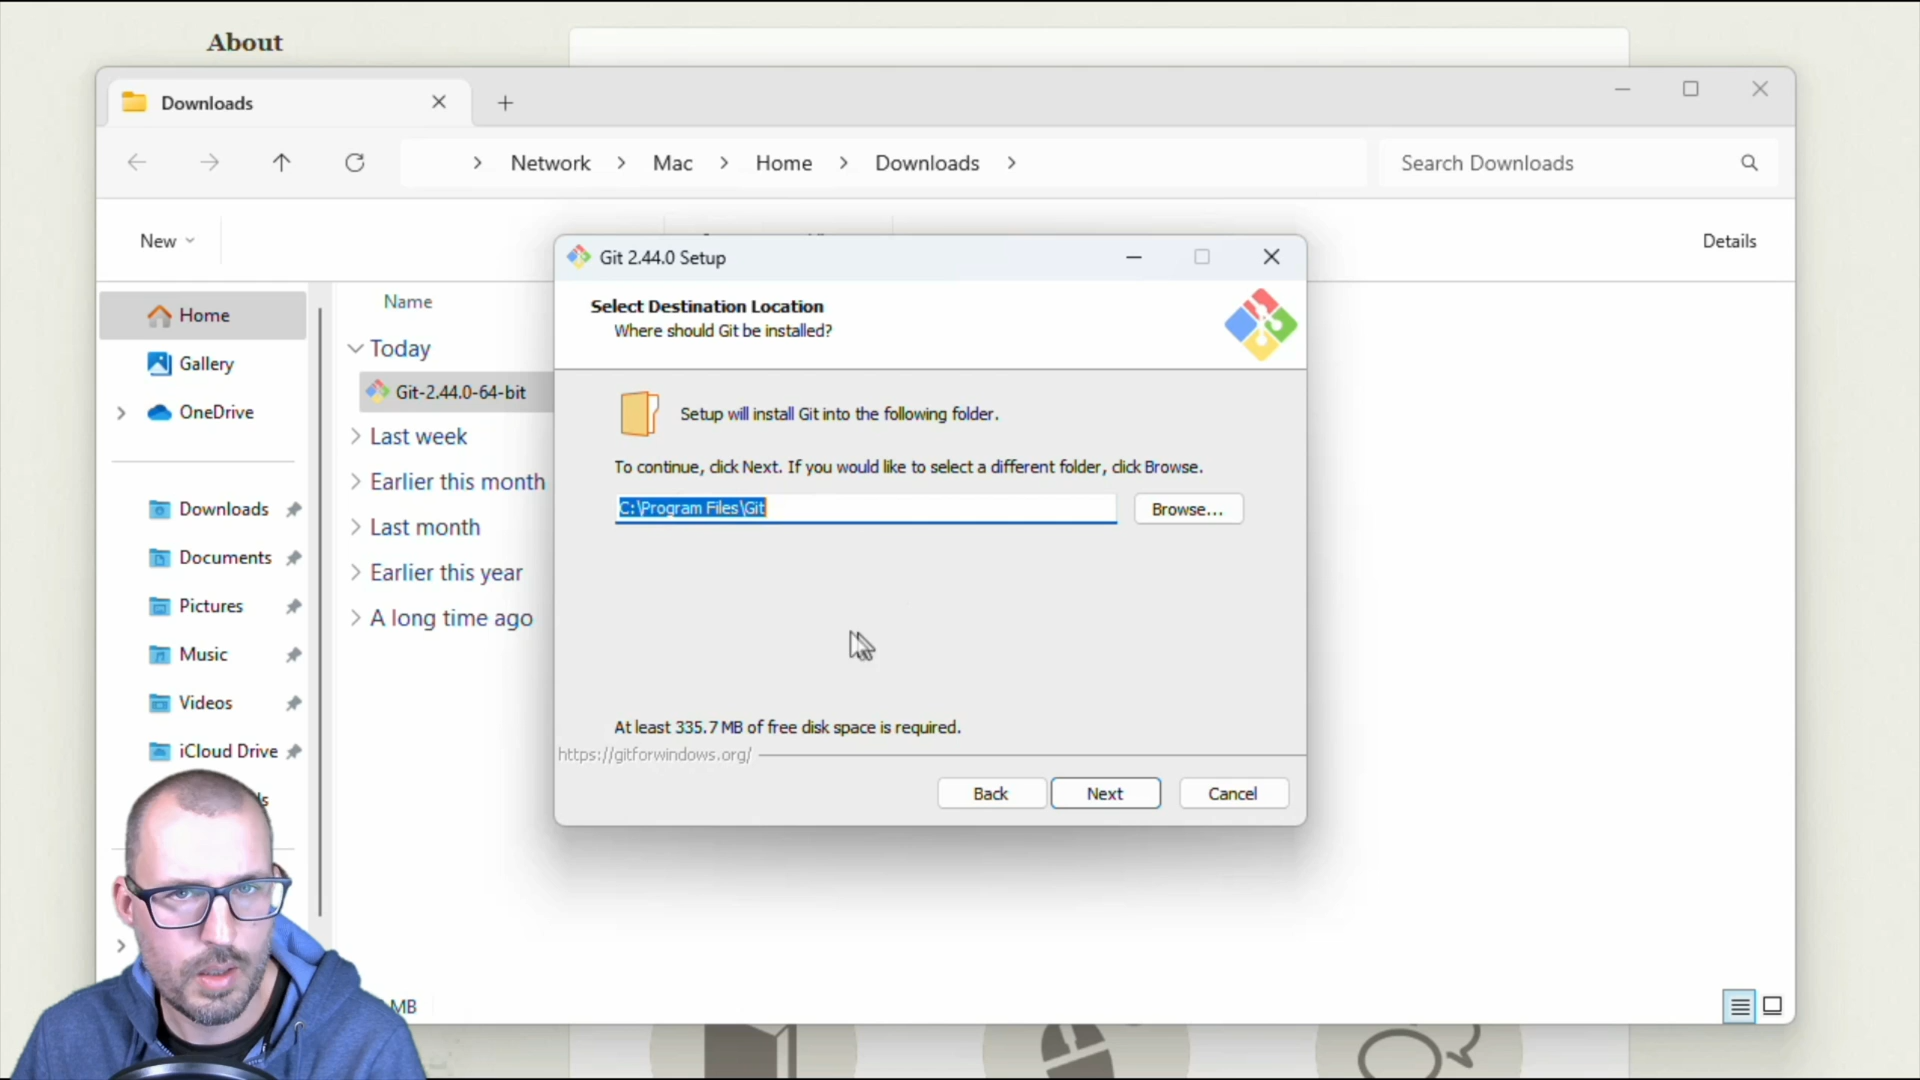 About
Downloads
Network > Mac > Home > Downloads >
Search Downloads
New
Details
Git 2.44.0 Setup
Select Destination Location
Where should Git be installed?
Setup will install Git into the following folder.
To continue, click Next. If you would like to select a different folder, click Browse.
C:\Program Files\Git
Browse...
At least 335.7 MB of free disk space is required.
https://gitforwindows.org/
Back
Next
Cancel
Name
Today
Git-2.44.0-64-bit
Last week
Earlier this month
Last month
Earlier this year
A long time ago
Home
Gallery
OneDrive
Downloads
Documents
Pictures
Music
Videos
iCloud Drive
MB